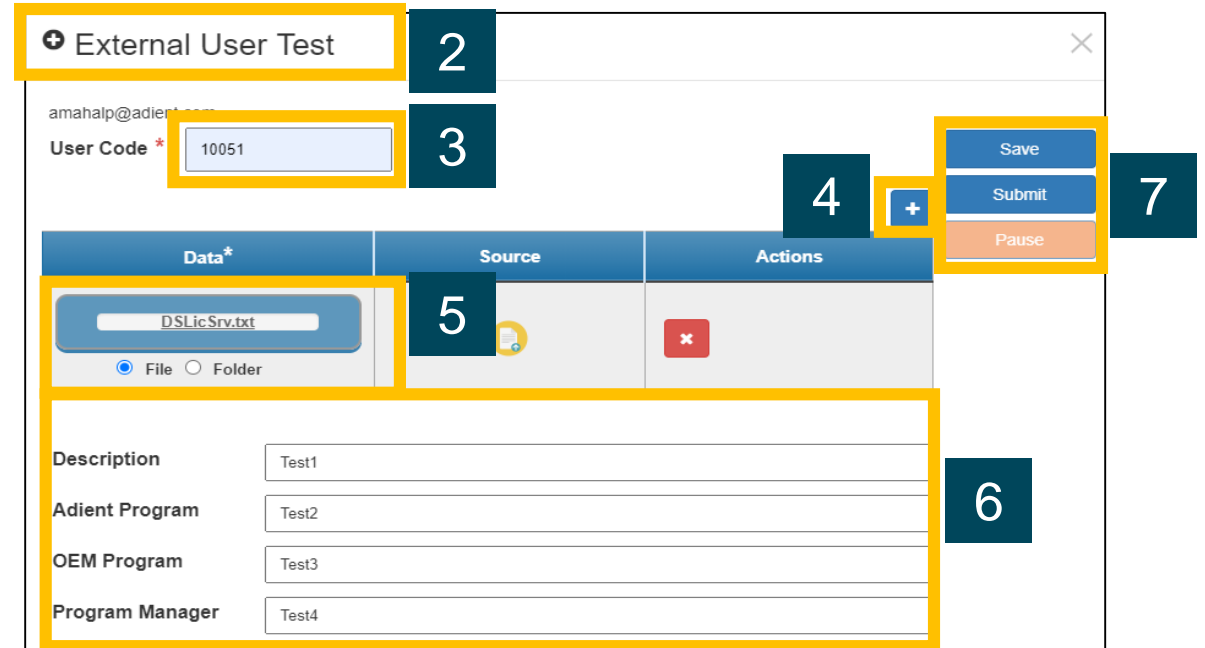 External User Test
2
amahalp@adient.com
User Code *
10051
3
4
+
Save
Submit
Pause
7
Data*
Source
Actions
DSLicSrv.txt
File
Folder
5
Description
Test1
Adient Program
Test2
OEM Program
Test3
Program Manager
Test4
6